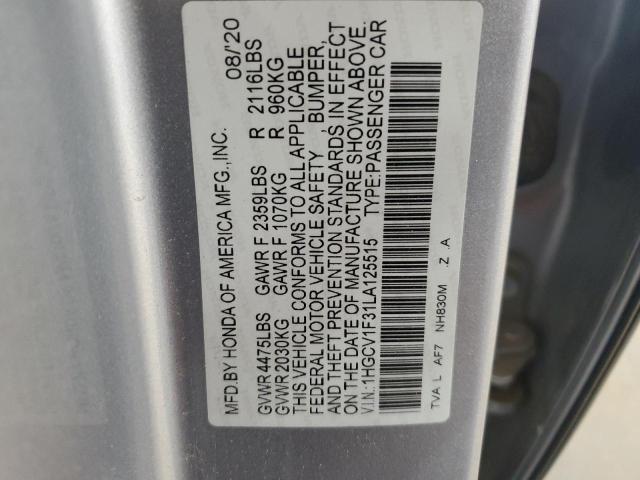 MFD.BY HONDA OF AMERICA MFG.,INC. 08/'20
GVWR 4475LBS GAWR F 2359LBS R 2116LBS
GVWR 2030KG GAWR F 1070KG R 960KG
THIS VEHICLE CONFORMS TO ALL APPLICABLE
FEDERAL MOTOR VEHICLE SAFETY , BUMPER,
AND THEFT PREVENTION STANDARDS IN EFFECT
ON THE DATE OF MANUFACTURE SHOWN ABOVE.
V.I.N.:1HGCV1F31LA125515 TYPE:PASSENGER CAR
TVA L AF7 NH830M .Z .A